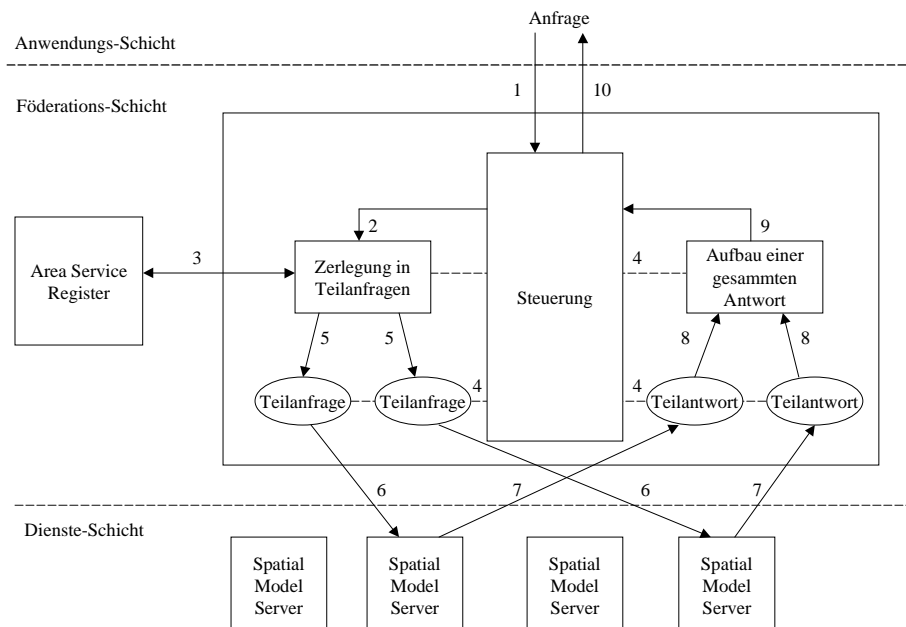 Anfrage
Anwendungs-Schicht
1
10
Föderations-Schicht
2
9
3
4
Area Service
Register
Zerlegung in
Teilanfragen
Steuerung
Aufbau einer
gesammten
Antwort
5
5
8
8
4
4
Teilanfrage
Teilanfrage
Teilantwort
Teilantwort
6
7
6
7
Dienste-Schicht
Spatial
Model
Server
Spatial
Model
Server
Spatial
Model
Server
Spatial
Model
Server